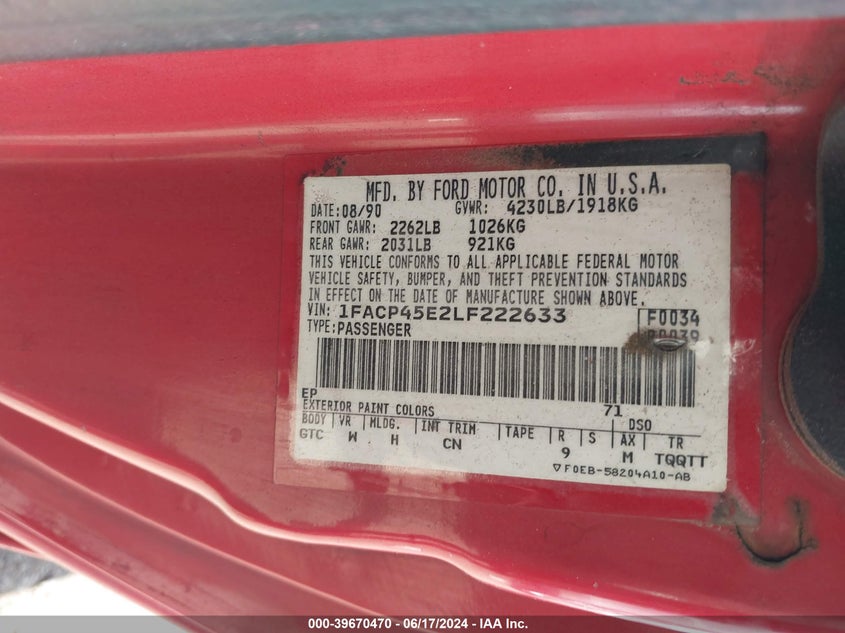 MFD. BY FORD MOTOR CO. IN U.S.A.
DATE: 08/90 GVWR: 4230LB/1918KG
FRONT GAWR: 2262LB 1026KG
REAR GAWR: 2031LB 921KG
THIS VEHICLE CONFORMS TO ALL APPLICABLE FEDERAL MOTOR
VEHICLE SAFETY, BUMPER, AND THEFT PREVENTION STANDARDS
IN EFFECT ON THE DATE OF MANUFACTURE SHOWN ABOVE.
VIN: 1FACP45E2LF222633 F0034
TYPE: PASSENGER R0039
EP 71
EXTERIOR PAINT COLORS DSO
BODY VR MLDG. INT TRIM TAPE R S AX TR
GTC W H CN 9 M TQQTT
▽F0EB-58204A10-AB
000-39670470 - 06/17/2024 - IAA Inc.